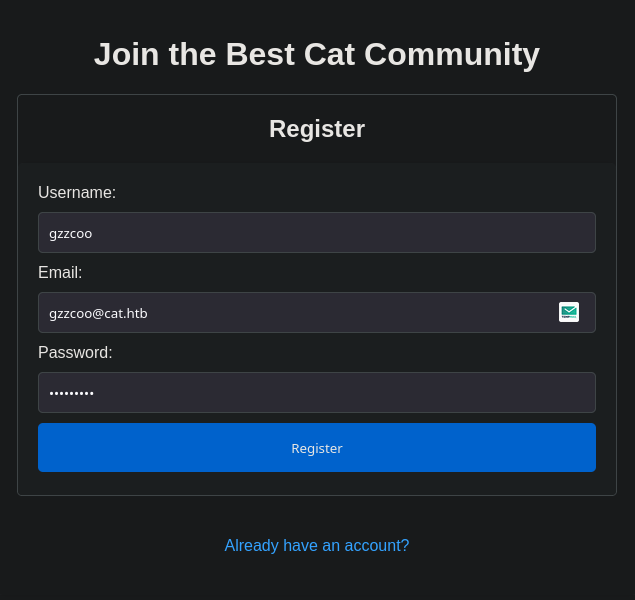 Join the Best Cat Community
Register
Username:
gzzcoo
Email:
gzzcoo@cat.htb
Password:
•••••••••
Register
Already have an account?